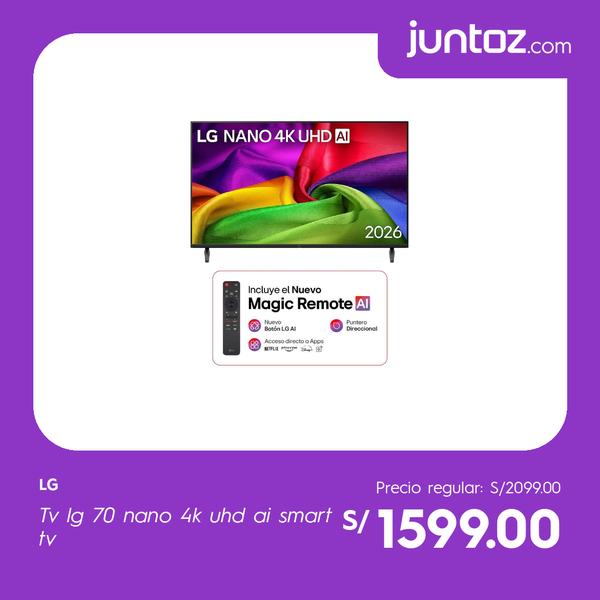 juntoz.com
LG NANO 4K UHD AI
2026
Incluye el Nuevo
Magic Remote AI
Nuevo
Botón LG AI
Puntero
Direccional
Acceso directo a Apps
NETFLIX
LG
Tv lg 70 nano 4k uhd ai smart
tv
Precio regular: S/2099.00
S/ 1599.00